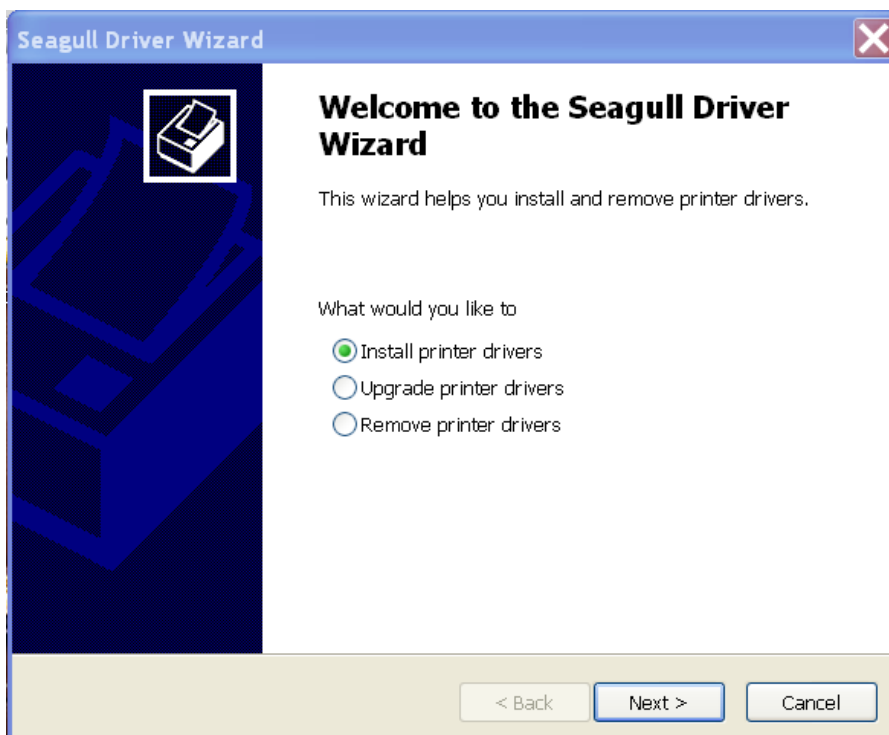 Seagull Driver Wizard
Welcome to the Seagull Driver
Wizard
This wizard helps you install and remove printer drivers.
What would you like to
Install printer drivers
Upgrade printer drivers
Remove printer drivers
< Back Next > Cancel